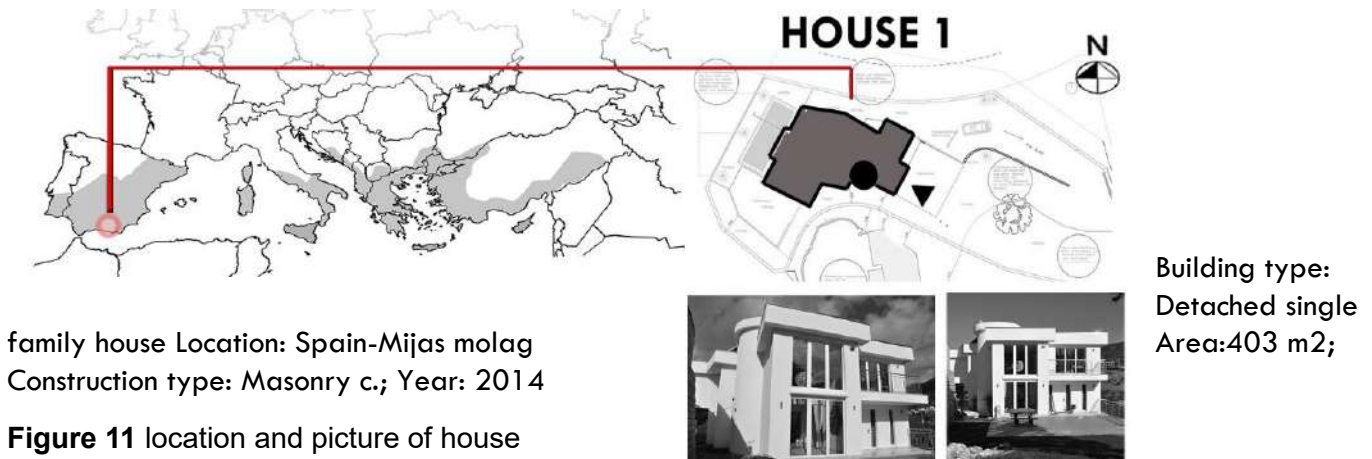 HOUSE 1
N
Building type:
Detached single
Area:403 m2;
family house Location: Spain-Mijas molag
Construction type: Masonry c.; Year: 2014
Figure 11 location and picture of house